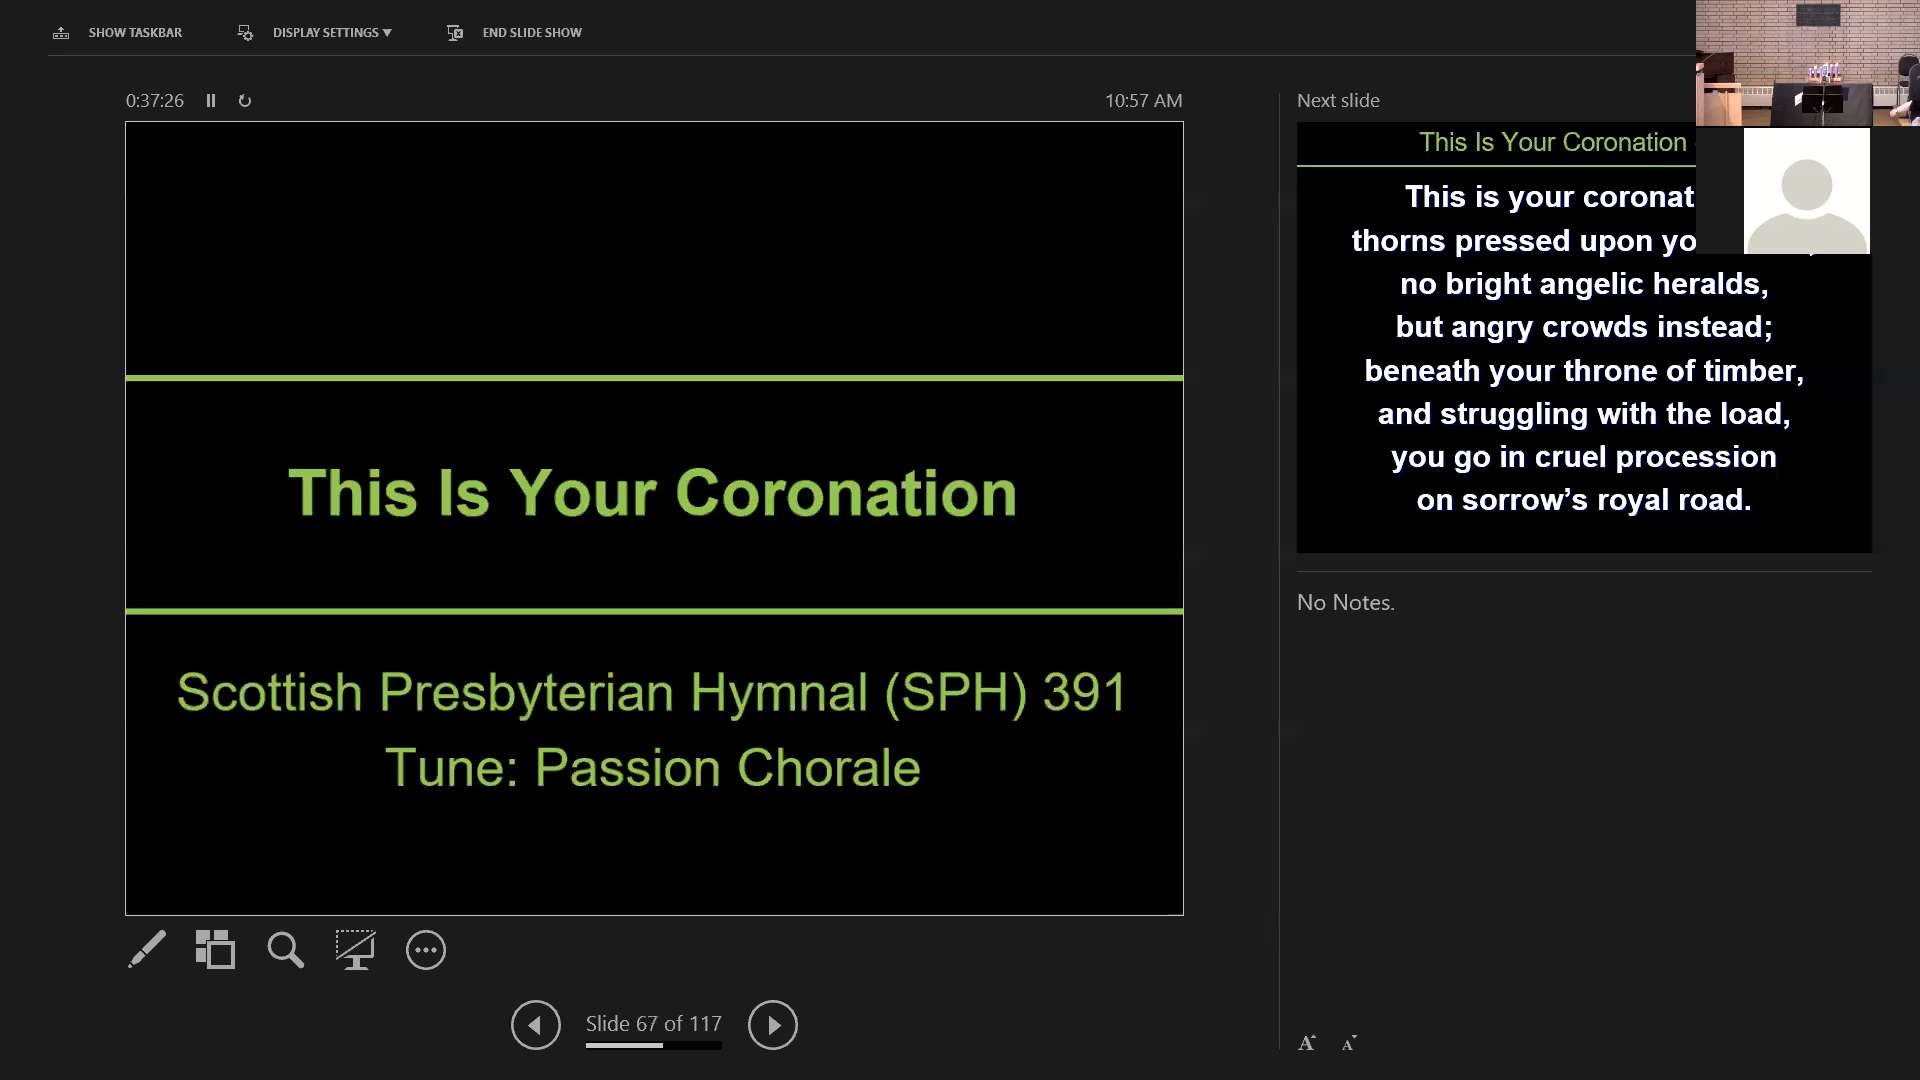 SHOW TASKBAR
DISPLAY SETTINGS ▼
END SLIDE SHOW
0:37:26
10:57 AM
This Is Your Coronation
Scottish Presbyterian Hymnal (SPH) 391
Tune: Passion Chorale
Slide 67 of 117
Next slide
This Is Your Coronation
This is your coronat
thorns pressed upon yo
no bright angelic heralds,
but angry crowds instead;
beneath your throne of timber,
and struggling with the load,
you go in cruel procession
on sorrow’s royal road.
No Notes.
A A